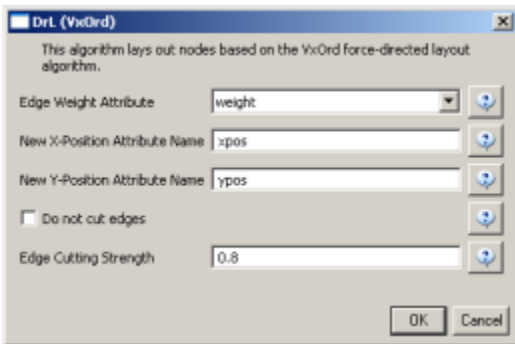 DrL (VxOrd)
This algorithm lays out nodes based on the VxOrd force-directed layout
algorithm.
Edge Weight Attribute weight
New X-Position Attribute Name xpos
New Y-Position Attribute Name ypos
Do not cut edges
Edge Cutting Strength 0.8
OK Cancel